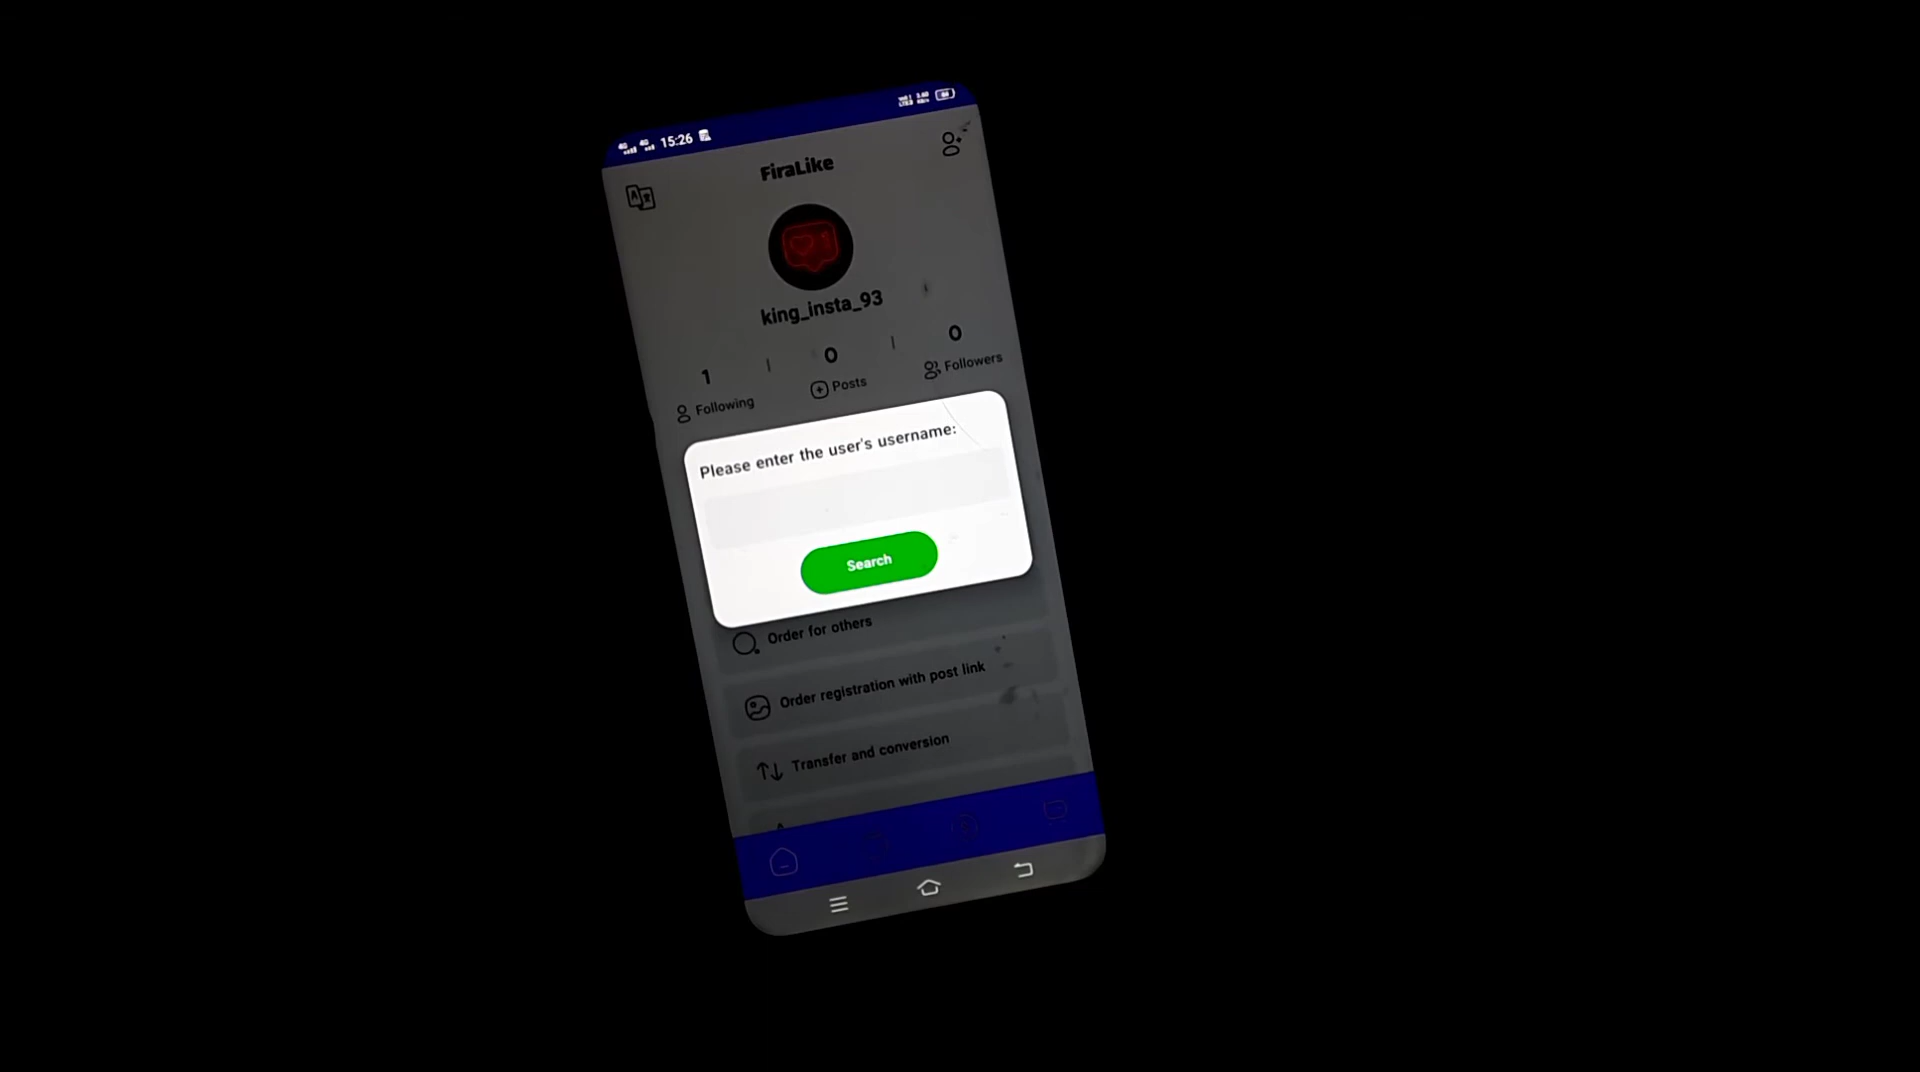 15:26
FiraLike
king_insta_93
1
0
0
Following
Posts
Followers
Please enter the user's username:
Search
Order for others
Order registration with post link
Transfer and conversion